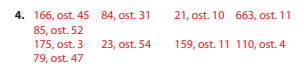 4. 166, ost. 45 84, ost. 31 21, ost. 10 663, ost. 11
85, ost. 52
175, ost. 3 23, ost. 54 159, ost. 11 110, ost. 4
79, ost. 47